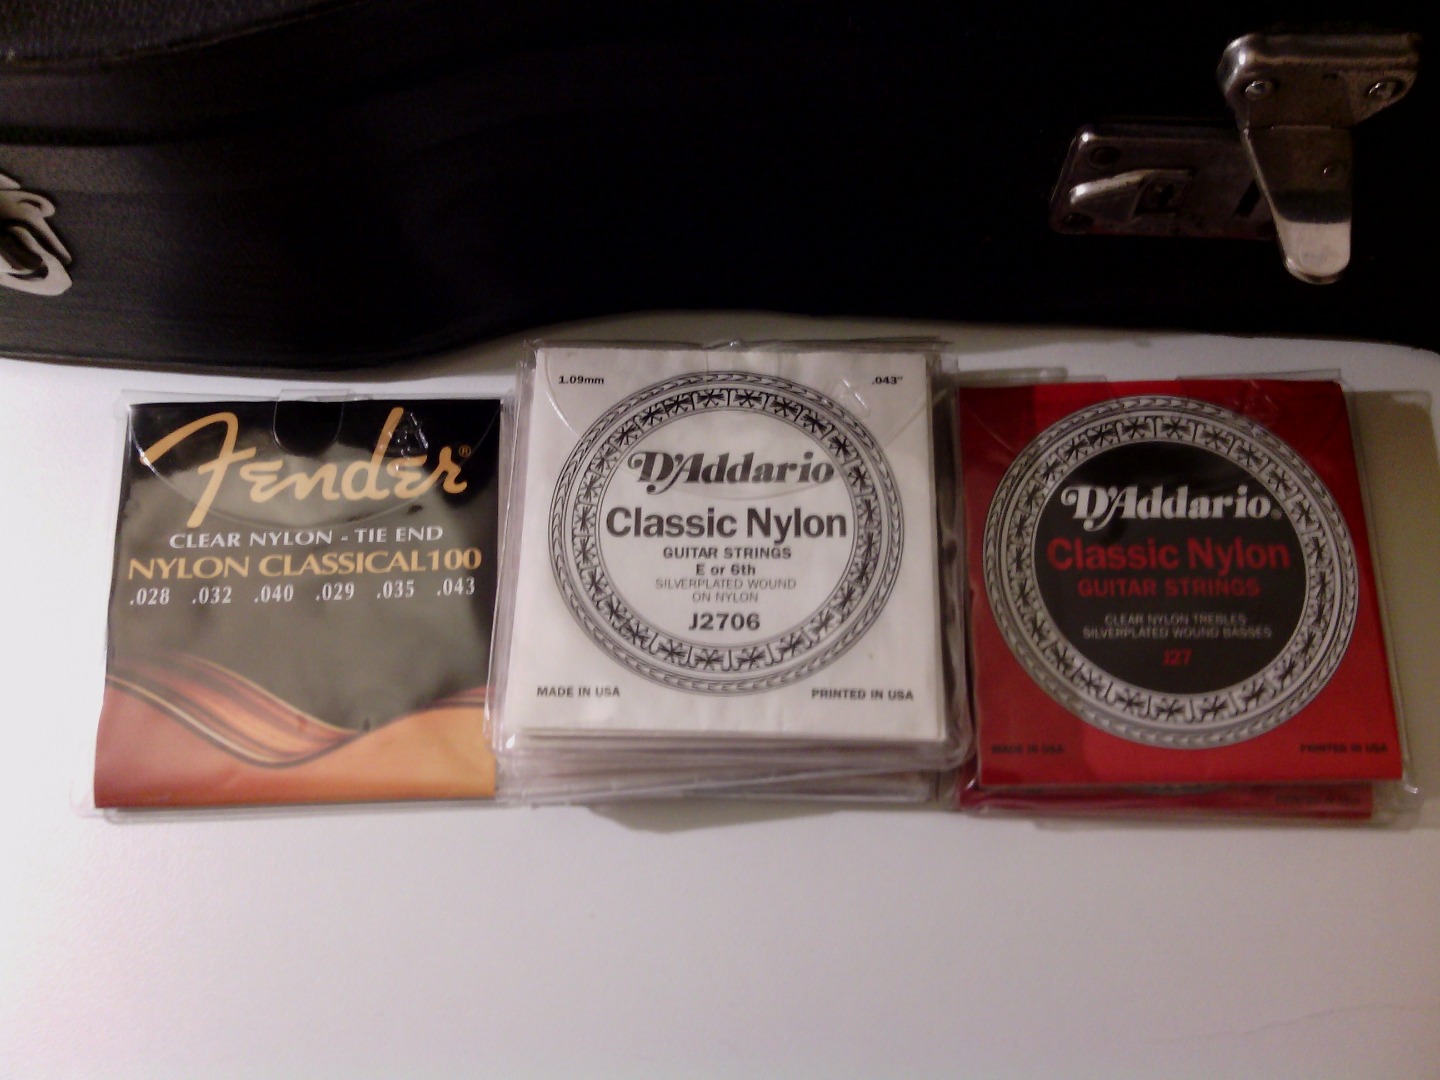 Fender®
CLEAR NYLON - TIE END
NYLON CLASSICAL 100
.028 .032 .040 .029 .035 .043
1.09mm .043"
D'Addario
Classic Nylon
GUITAR STRINGS
E or 6th
SILVERPLATED WOUND
ON NYLON
J2706
MADE IN USA PRINTED IN USA
D'Addario®
Classic Nylon
GUITAR STRINGS
CLEAR NYLON TREBLES
SILVERPLATED WOUND BASSES
J27
MADE IN USA PRINTED IN USA